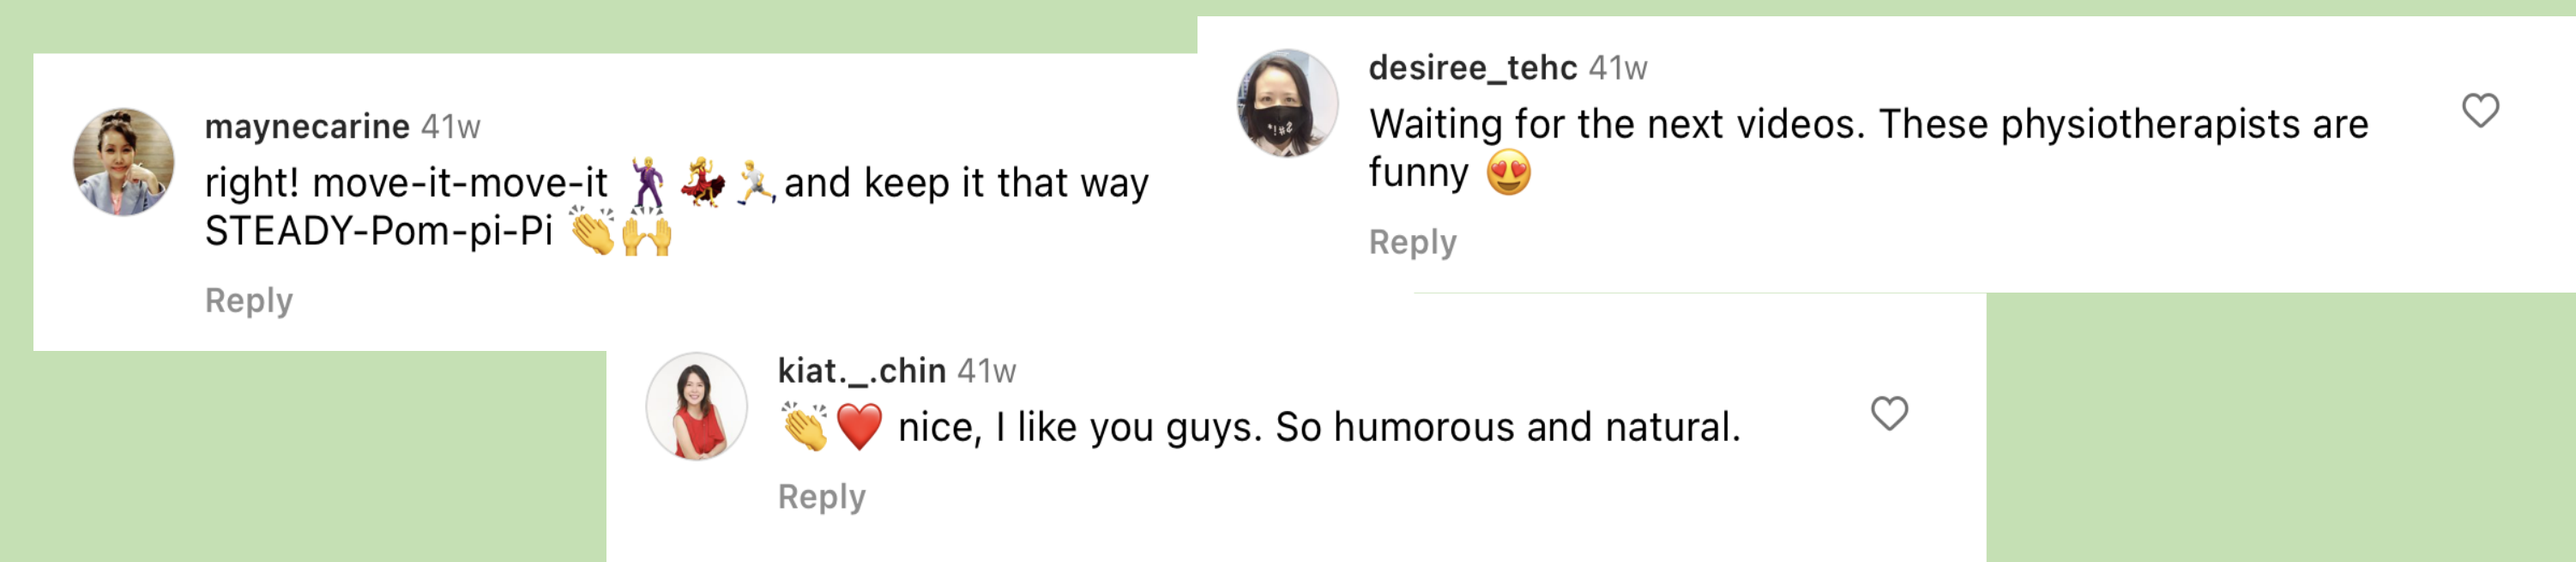 maynecarine 41w
right! move-it-move-it 🕺💃🏃and keep it that way
STEADY-Pom-pi-Pi 👏🙌
Reply
desiree_tehc 41w
Waiting for the next videos. These physiotherapists are
funny 😍
Reply
kiat._.chin 41w
👏❤️ nice, I like you guys. So humorous and natural.
Reply